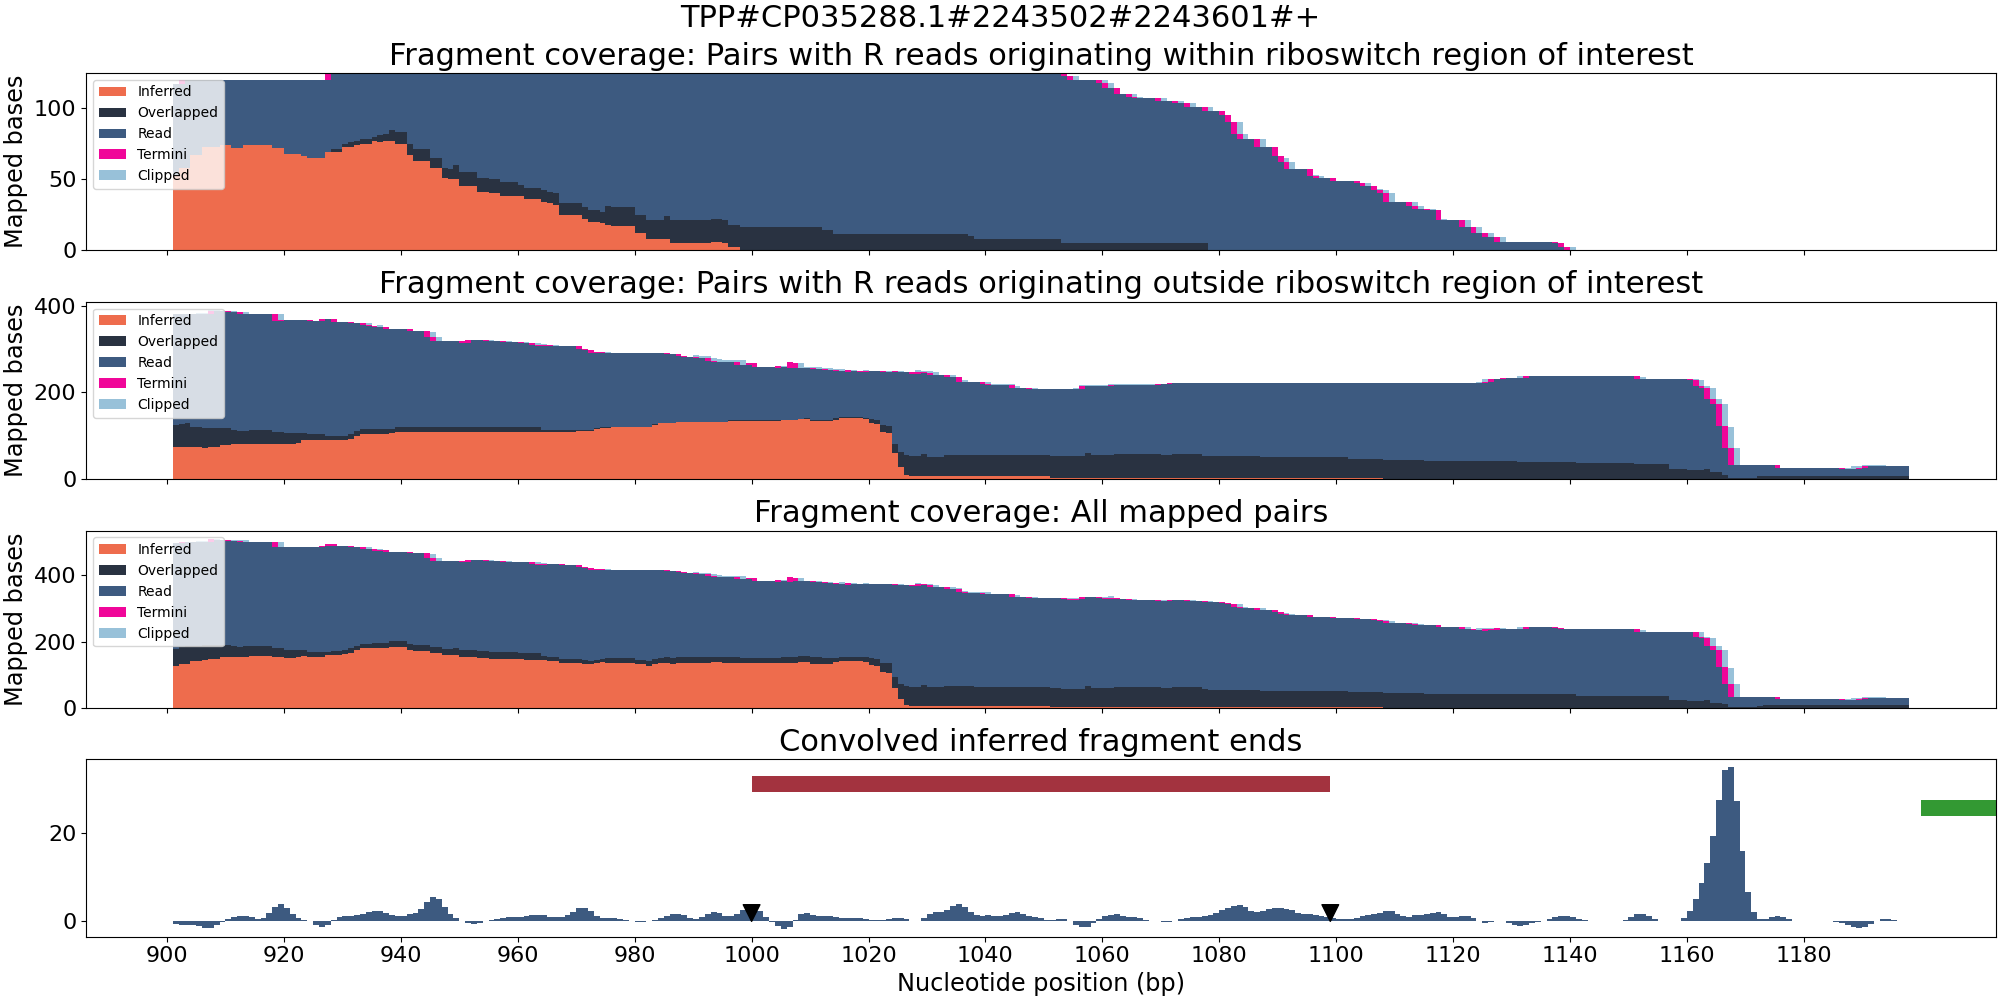 TPP#CP035288.1#2243502#2243601#+
Fragment coverage: Pairs with R reads originating within riboswitch region of interest
Mapped bases
100
50
0
Inferred
Overlapped
Read
Termini
Clipped
Fragment coverage: Pairs with R reads originating outside riboswitch region of interest
Mapped bases
400
200
0
Inferred
Overlapped
Read
Termini
Clipped
Fragment coverage: All mapped pairs
Mapped bases
400
200
0
Inferred
Overlapped
Read
Termini
Clipped
Convolved inferred fragment ends
20
0
900 920 940 960 980 1000 1020 1040 1060 1080 1100 1120 1140 1160 1180
Nucleotide position (bp)